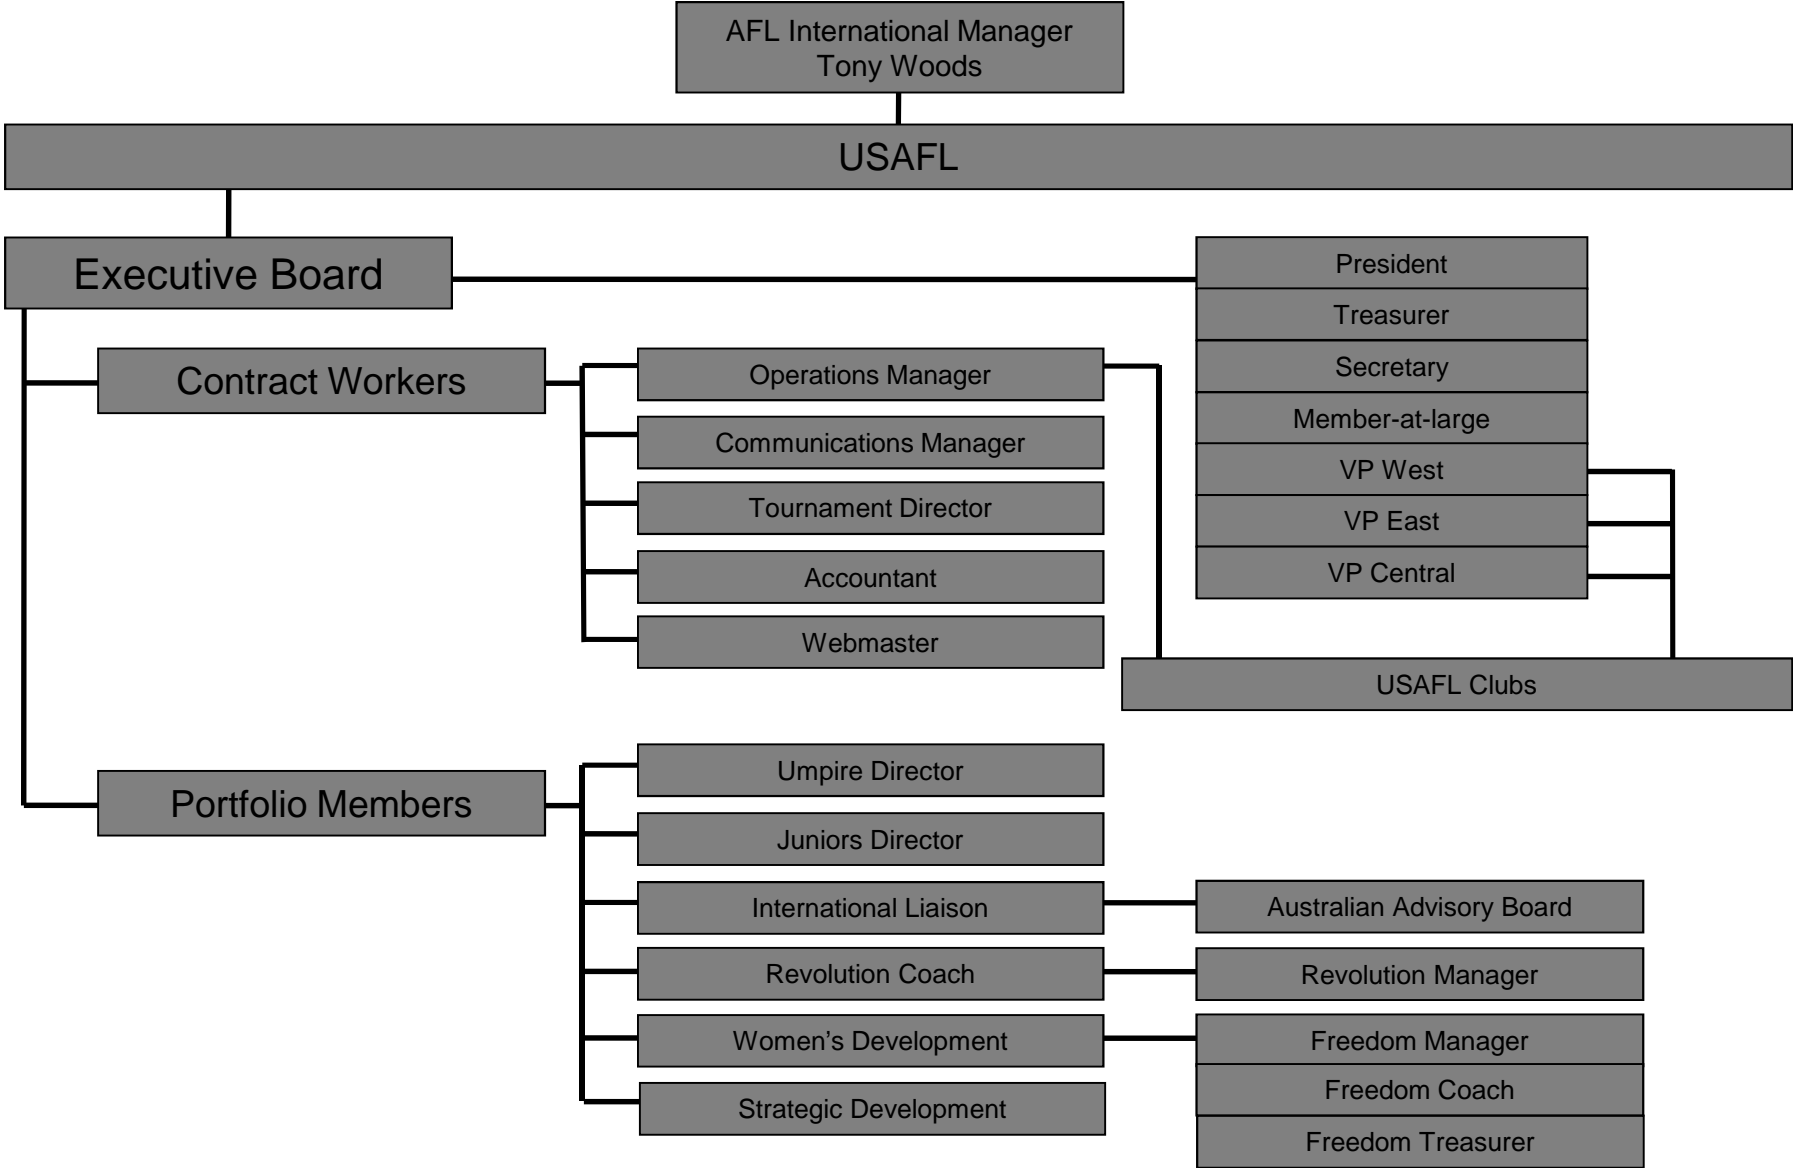 AFL International Manager
Tony Woods
USAFL
Executive Board
President
Treasurer
Secretary
Member-at-large
VP West
VP East
VP Central
Contract Workers
Operations Manager
Communications Manager
Tournament Director
Accountant
Webmaster
USAFL Clubs
Portfolio Members
Umpire Director
Juniors Director
International Liaison
Australian Advisory Board
Revolution Coach
Revolution Manager
Women’s Development
Freedom Manager
Freedom Coach
Strategic Development
Freedom Treasurer